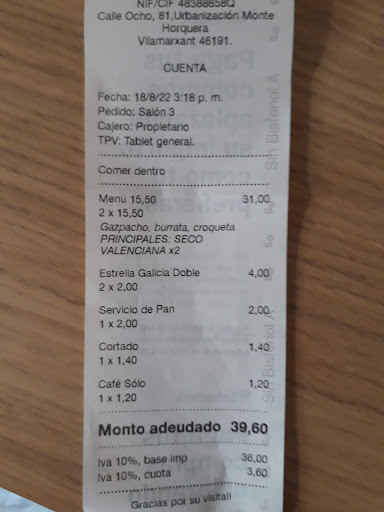 NIF/CIF 48388658Q
Calle Ocho, 81,Urbanización Monte
Horquera
Vilamarxant 46191.
CUENTA
Fecha: 18/8/22 3:18 p. m.
Pedido: Salón 3
Cajero: Propietario
TPV: Tablet general.
Comer dentro
Menú 15,50 31,00
2 x 15,50
Gazpacho, burrata, croqueta
PRINCIPALES: SECO
VALENCIANA x2
Estrella Galicia Doble 4,00
2 x 2,00
Servicio de Pan 2,00
1 x 2,00
Cortado 1,40
1 x 1,40
Café Sólo 1,20
1 x 1,20
Monto adeudado 39,60
Iva 10%, base imp 36,00
Iva 10%, cuota 3,60
Gracias por su visita!!
Sin Bisfenol A
Sin Bisfenol A